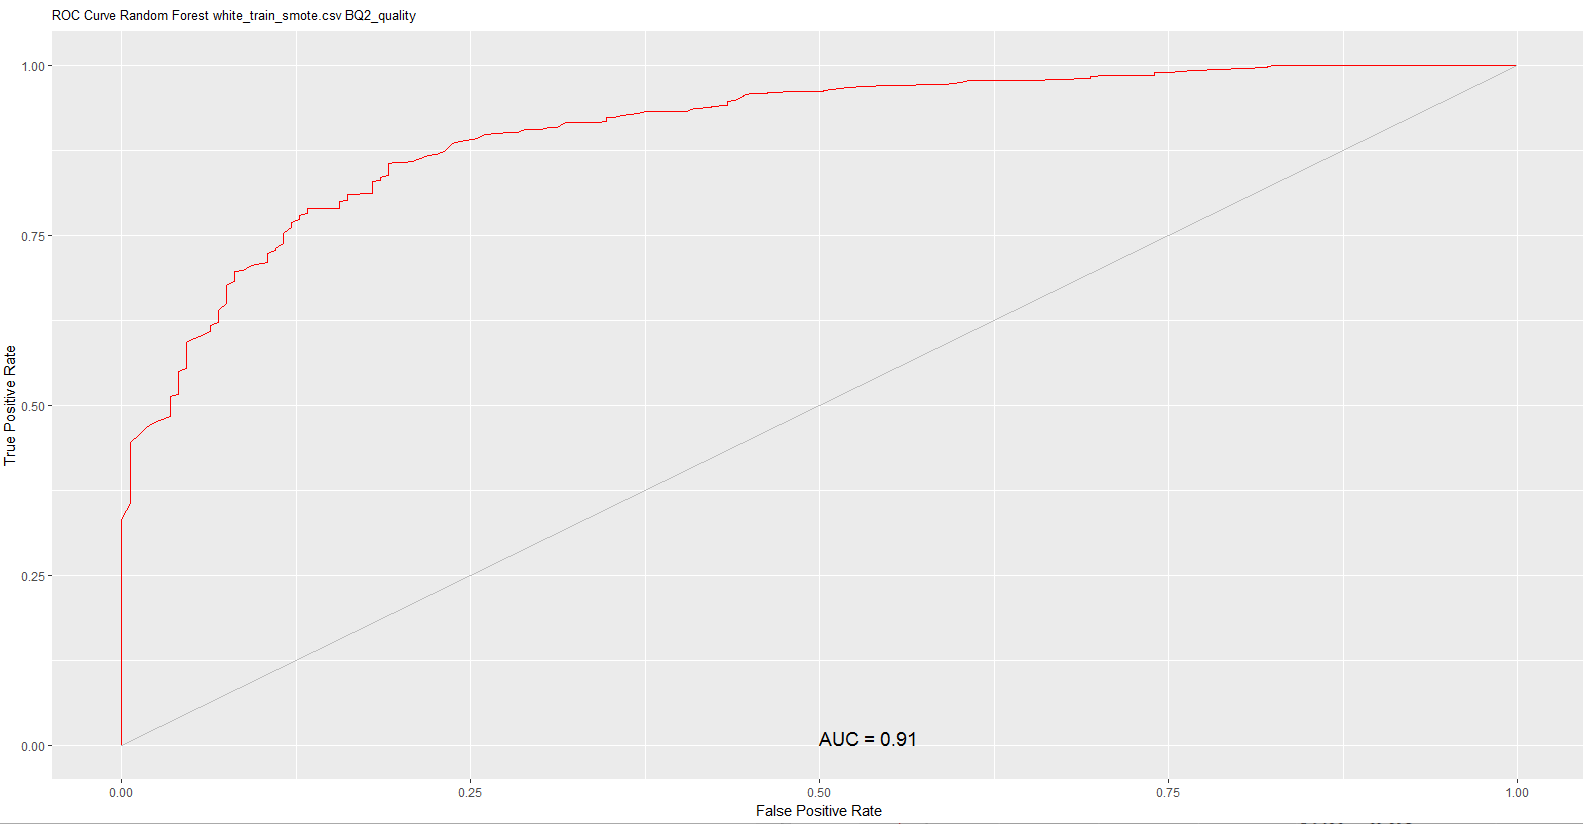 ROC Curve Random Forest white_train_smote.csv BQ2_quality
1.00
0.75
0.50
0.25
0.00
True Positive Rate
AUC = 0.91
0.00 0.25 0.50 0.75 1.00
False Positive Rate